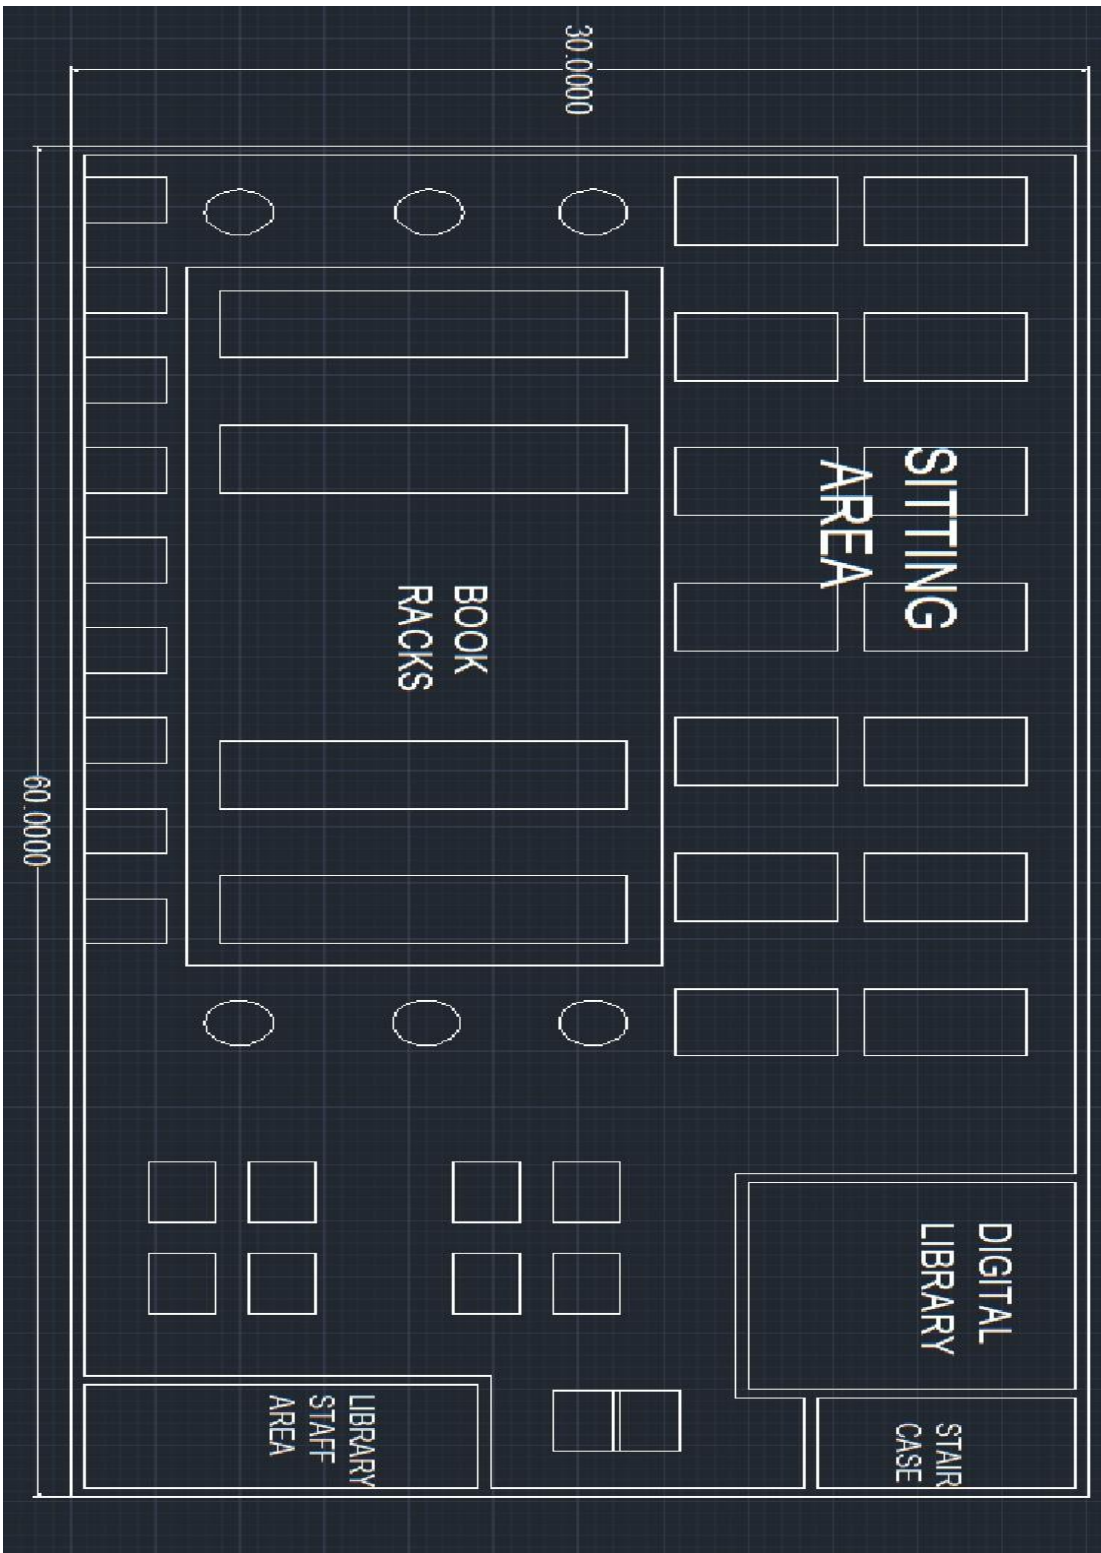 30.0000
60.0000
SITTING
AREA
BOOK
RACKS
DIGITAL
LIBRARY
LIBRARY
STAFF
AREA
STAIR
CASE